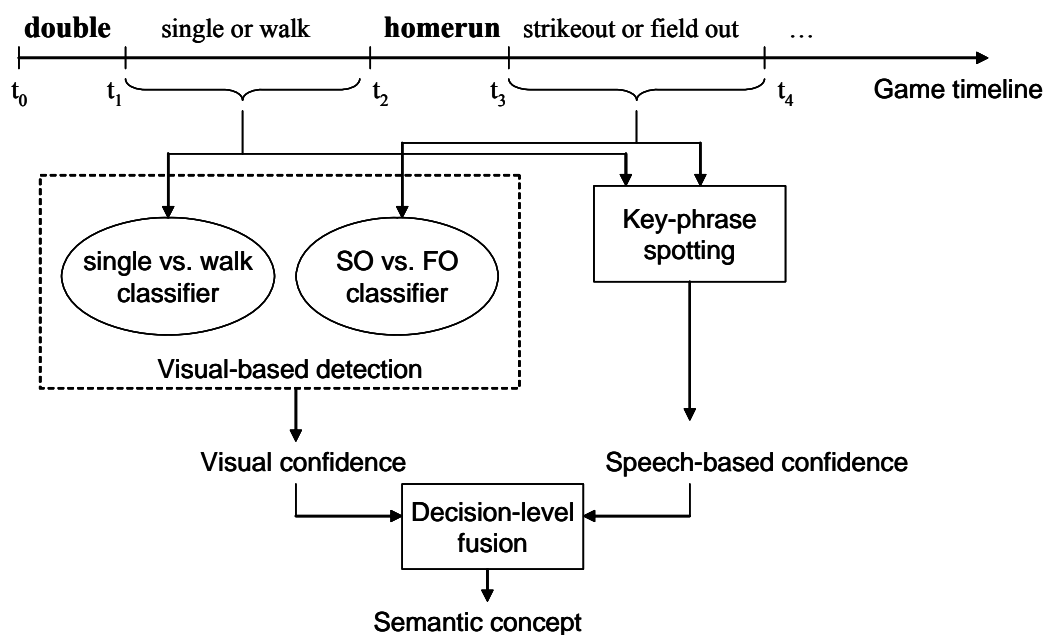 double single or walk homerun strikeout or field out ...
t0 t1 t2 t3 t4 Game timeline
single vs. walk
classifier
SO vs. FO
classifier
Key-phrase
spotting
Visual-based detection
Visual confidence
Speech-based confidence
Decision-level
fusion
Semantic concept